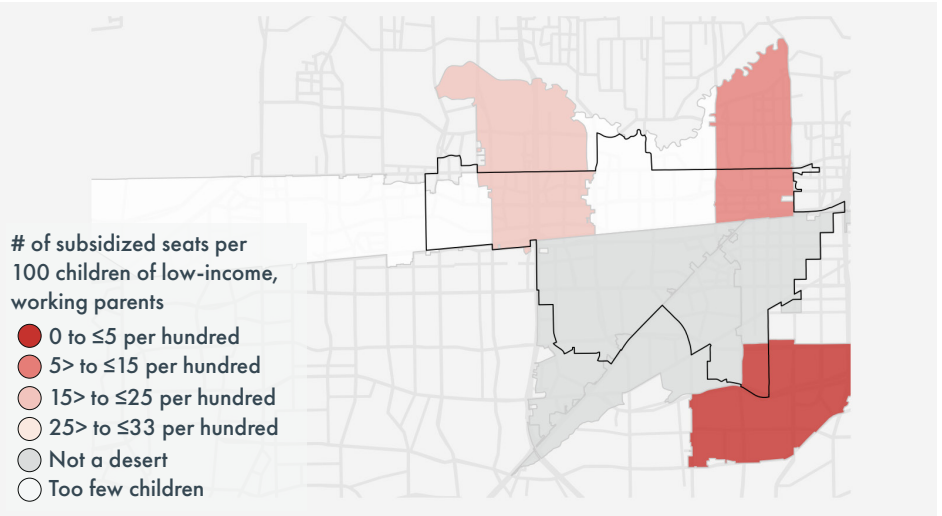 # of subsidized seats per
100 children of low-income,
working parents
0 to ≤5 per hundred
5> to ≤15 per hundred
15> to ≤25 per hundred
25> to ≤33 per hundred
Not a desert
Too few children